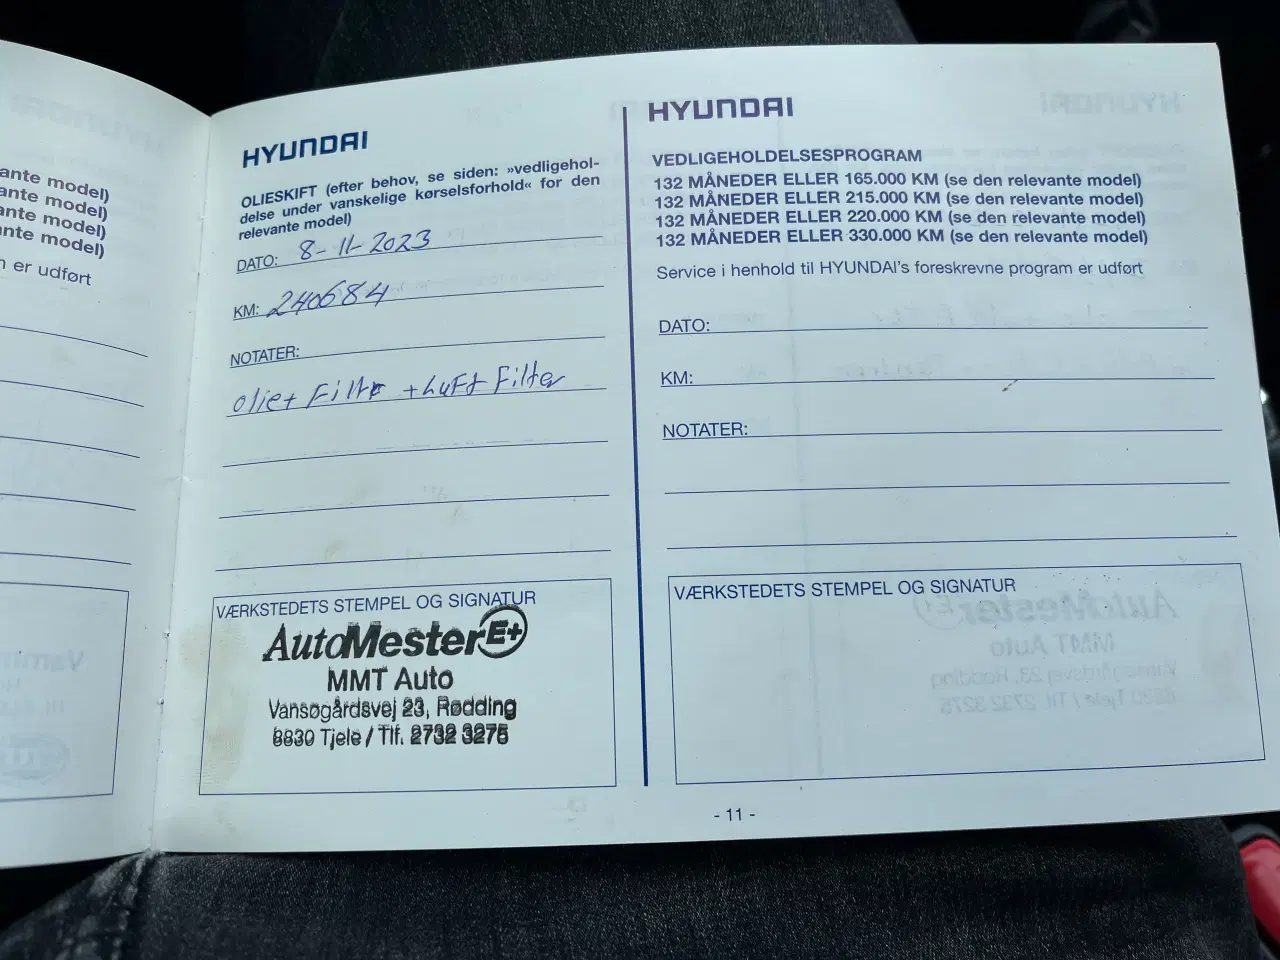 ante model)
ante model)
ante model)
nte model)
n er udført
HYUNDAI
OLIESKIFT (efter behov, se siden: »vedligehol-
delse under vanskelige kørselsforhold« for den
relevante model)
DATO: 8-11-2023
KM: 240684
NOTATER:
olie+ Filtr +Luft Filter
VÆRKSTEDETS STEMPEL OG SIGNATUR
AutoMester E+
MMT Auto
Vansøgårdsvej 23, Rødding
8830 Tjele / Tlf. 2732 3275
HYUNDAI
VEDLIGEHOLDELSESPROGRAM
132 MÅNEDER ELLER 165.000 KM (se den relevante model)
132 MÅNEDER ELLER 215.000 KM (se den relevante model)
132 MÅNEDER ELLER 220.000 KM (se den relevante model)
132 MÅNEDER ELLER 330.000 KM (se den relevante model)
Service i henhold til HYUNDAI's foreskrevne program er udført
DATO:
KM:
NOTATER:
VÆRKSTEDETS STEMPEL OG SIGNATUR
- 11 -